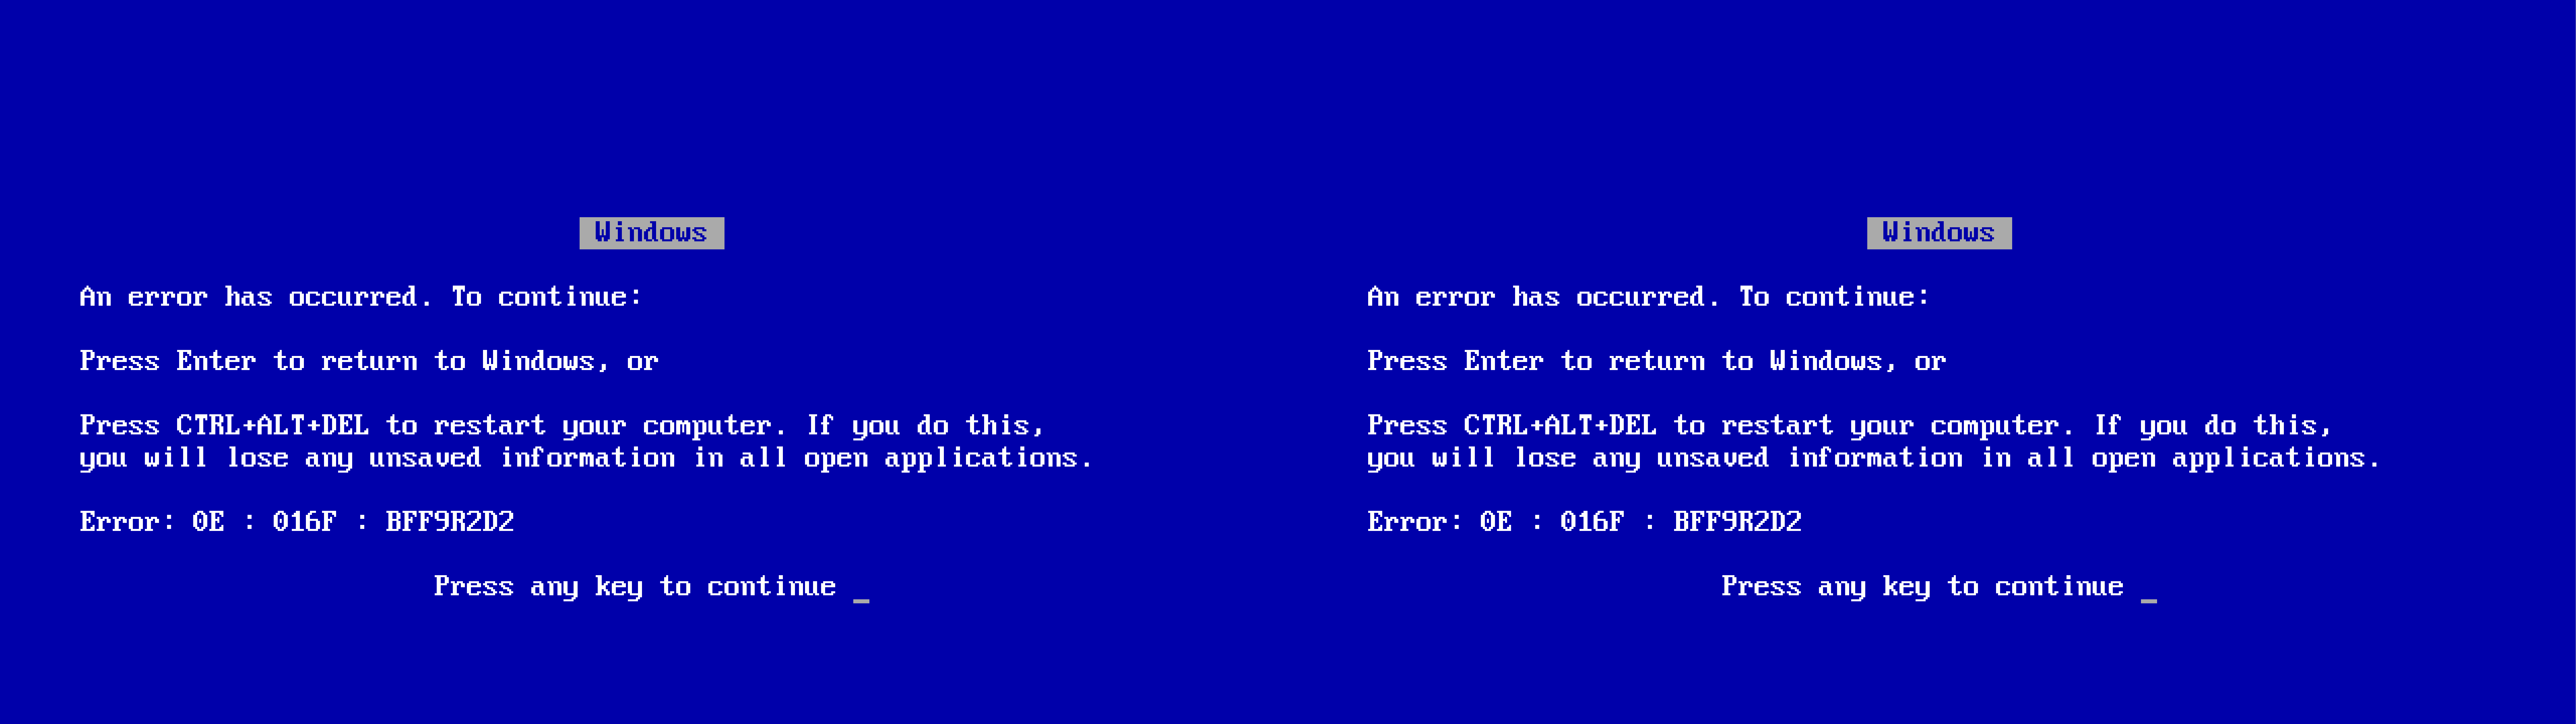 Windows
An error has occurred. To continue:
Press Enter to return to Windows, or
Press CTRL+ALT+DEL to restart your computer. If you do this,
you will lose any unsaved information in all open applications.
Error: 0E : 016F : BFF9R2D2
Press any key to continue _
Windows
An error has occurred. To continue:
Press Enter to return to Windows, or
Press CTRL+ALT+DEL to restart your computer. If you do this,
you will lose any unsaved information in all open applications.
Error: 0E : 016F : BFF9R2D2
Press any key to continue _